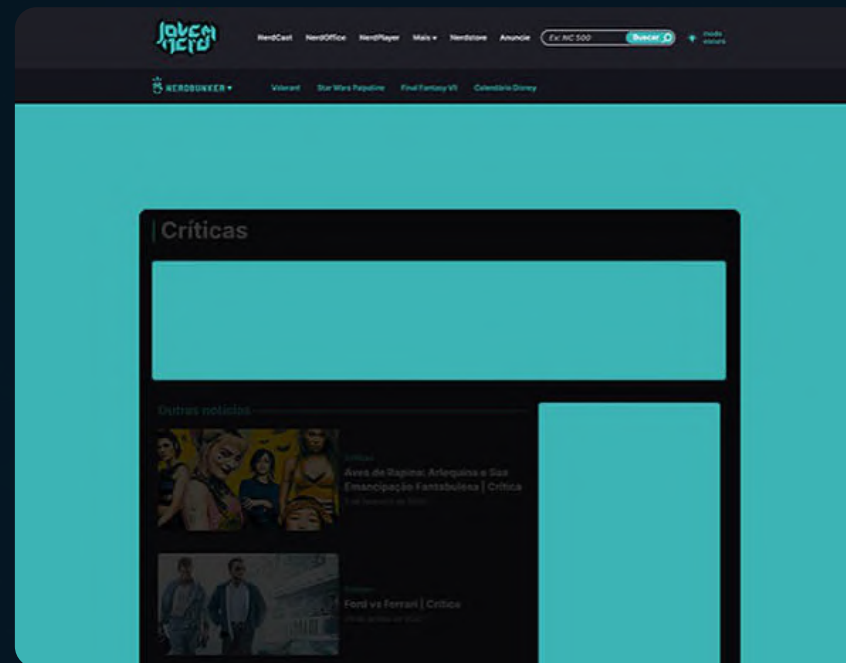 Jovem
Nerd
NerdCast NerdOffice NerdPlayer Mais Nerdstore Anuncie Ex: NC 500 Buscar modo
escuro
NERDBUNKER Valorant Star Wars Final Fantasy VII Calendário Disney
Críticas
Outras notícias
Aves de Rapina: Arlequina e Sua
Emancipação Fantabulosa | Crítica
Ford vs Ferrari | Crítica